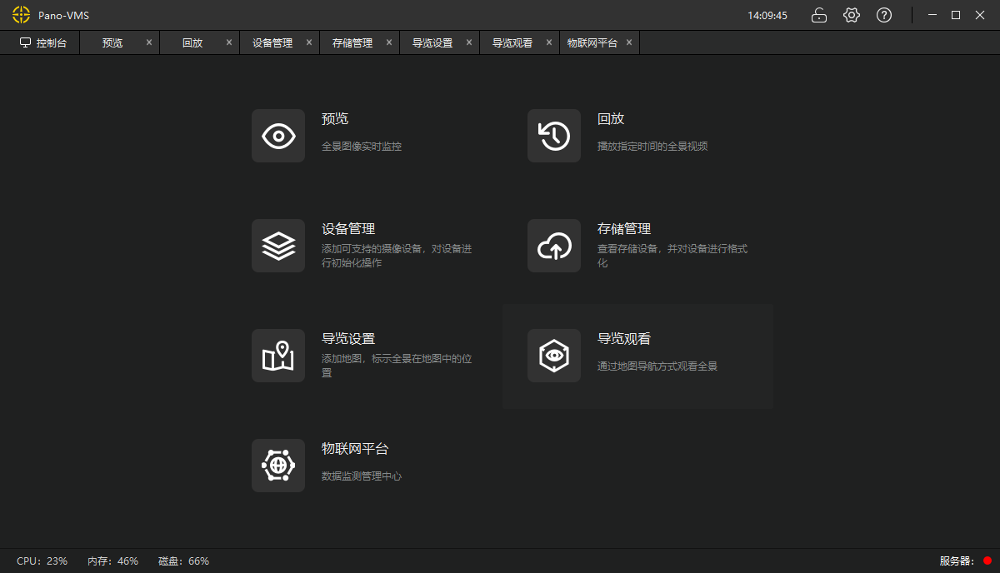 Pano-VMS 14:09:45
控制台 预览 × 回放 × 设备管理 × 存储管理 × 导览设置 × 导览观看 × 物联网平台 ×
预览
全景图像实时监控
回放
播放指定时间的全景视频
设备管理
添加可支持的摄像设备，对设备进
行初始化操作
存储管理
查看存储设备，并对设备进行格式
化
导览设置
添加地图，标示全景在地图中的位
置
导览观看
通过地图导航方式观看全景
物联网平台
数据监测管理中心
CPU：23% 内存：46% 磁盘：66% 服务器：